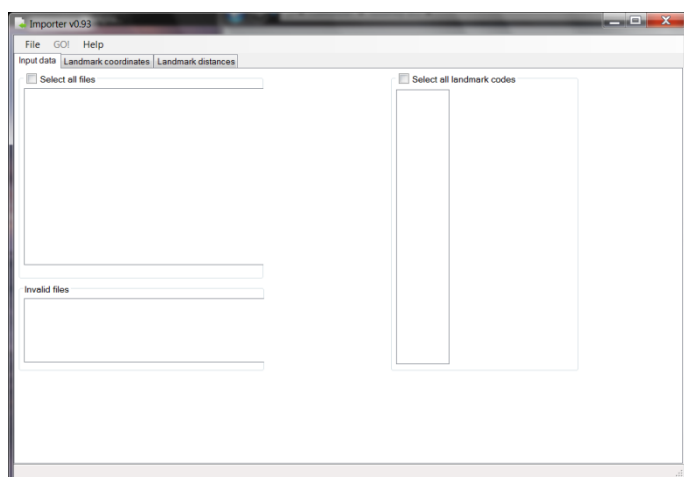 Importer v0.93
File GO! Help
Input data Landmark coordinates Landmark distances
Select all files
Select all landmark codes
Invalid files